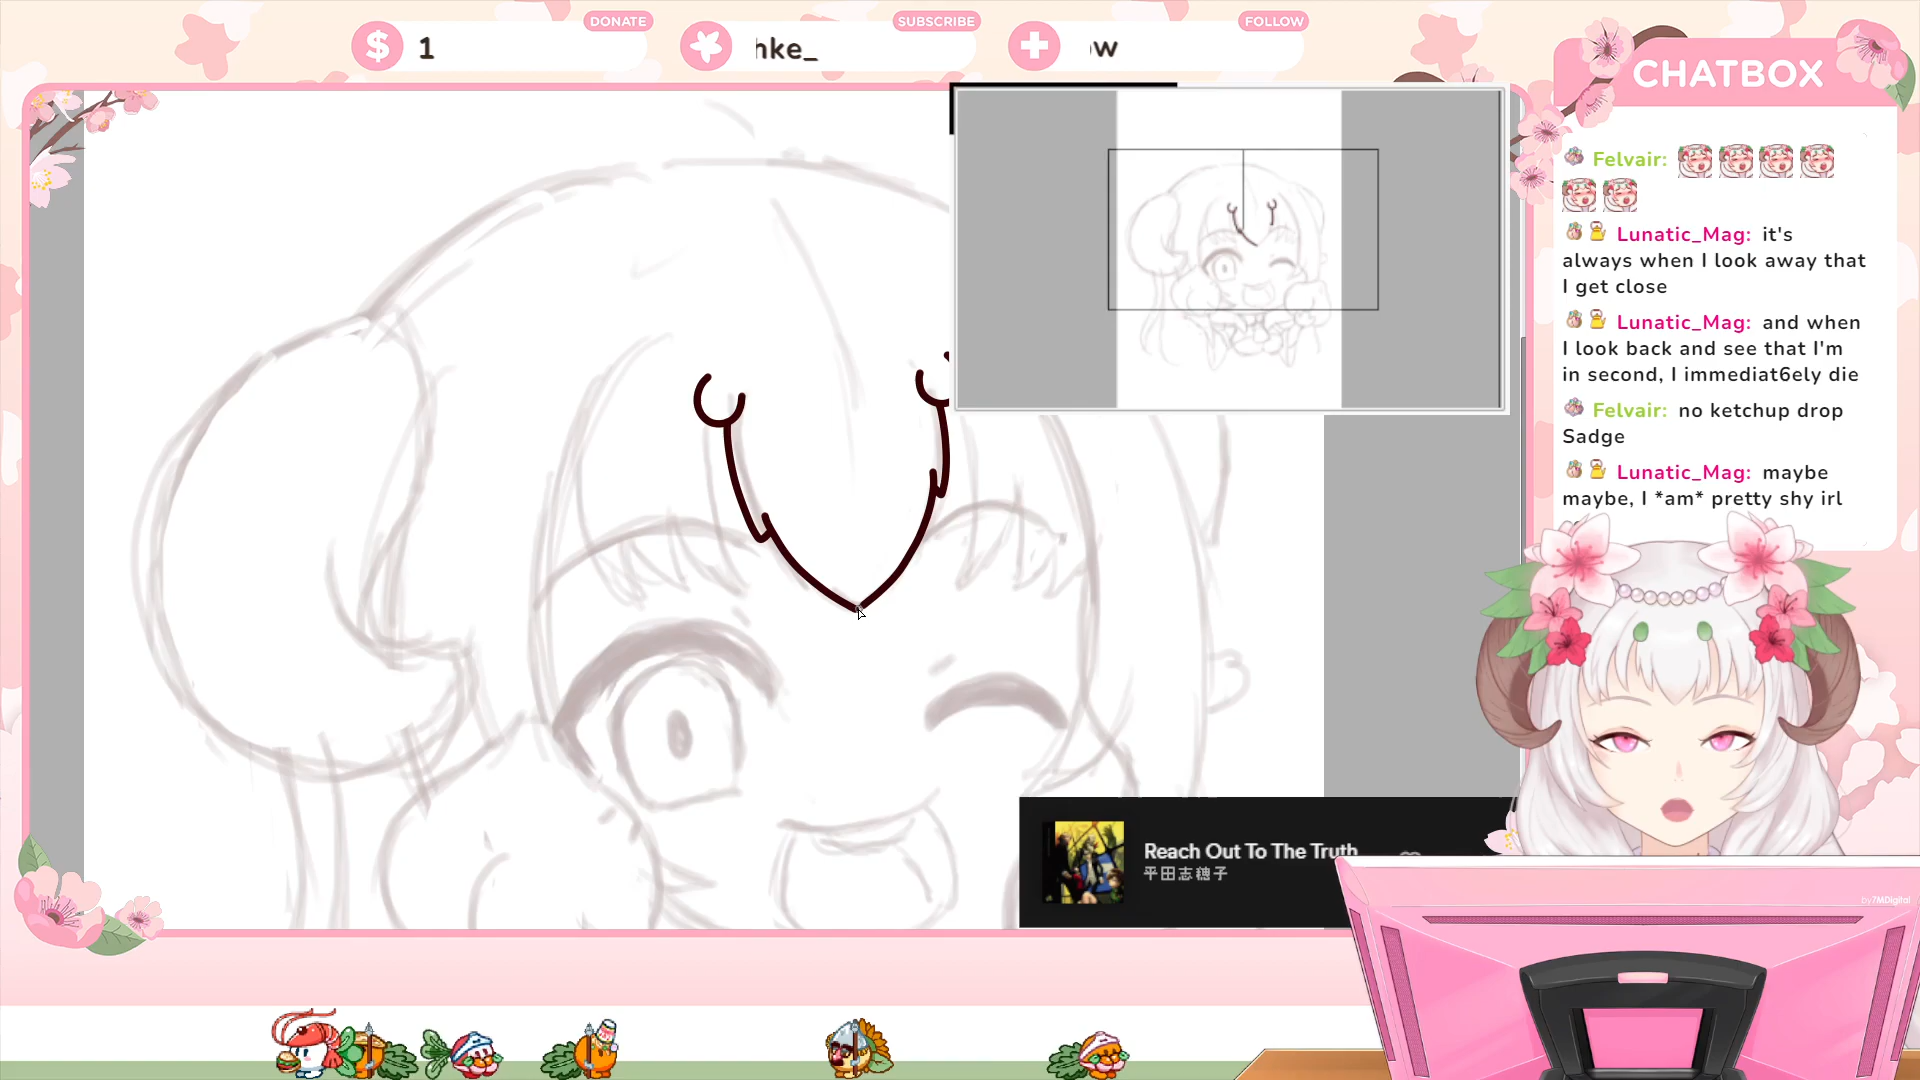 DONATE
1
SUBSCRIBE
hke_
FOLLOW
ow
CHATBOX
Felvair:
Lunatic_Mag: it's
always when I look away that
I get close
Lunatic_Mag: and when
I look back and see that I'm
in second, I immediat6ely die
Felvair: no ketchup drop
Sadge
Lunatic_Mag: maybe
maybe, I *am* pretty shy irl
Reach Out To The Truth
平田志穂子
by7MDigital